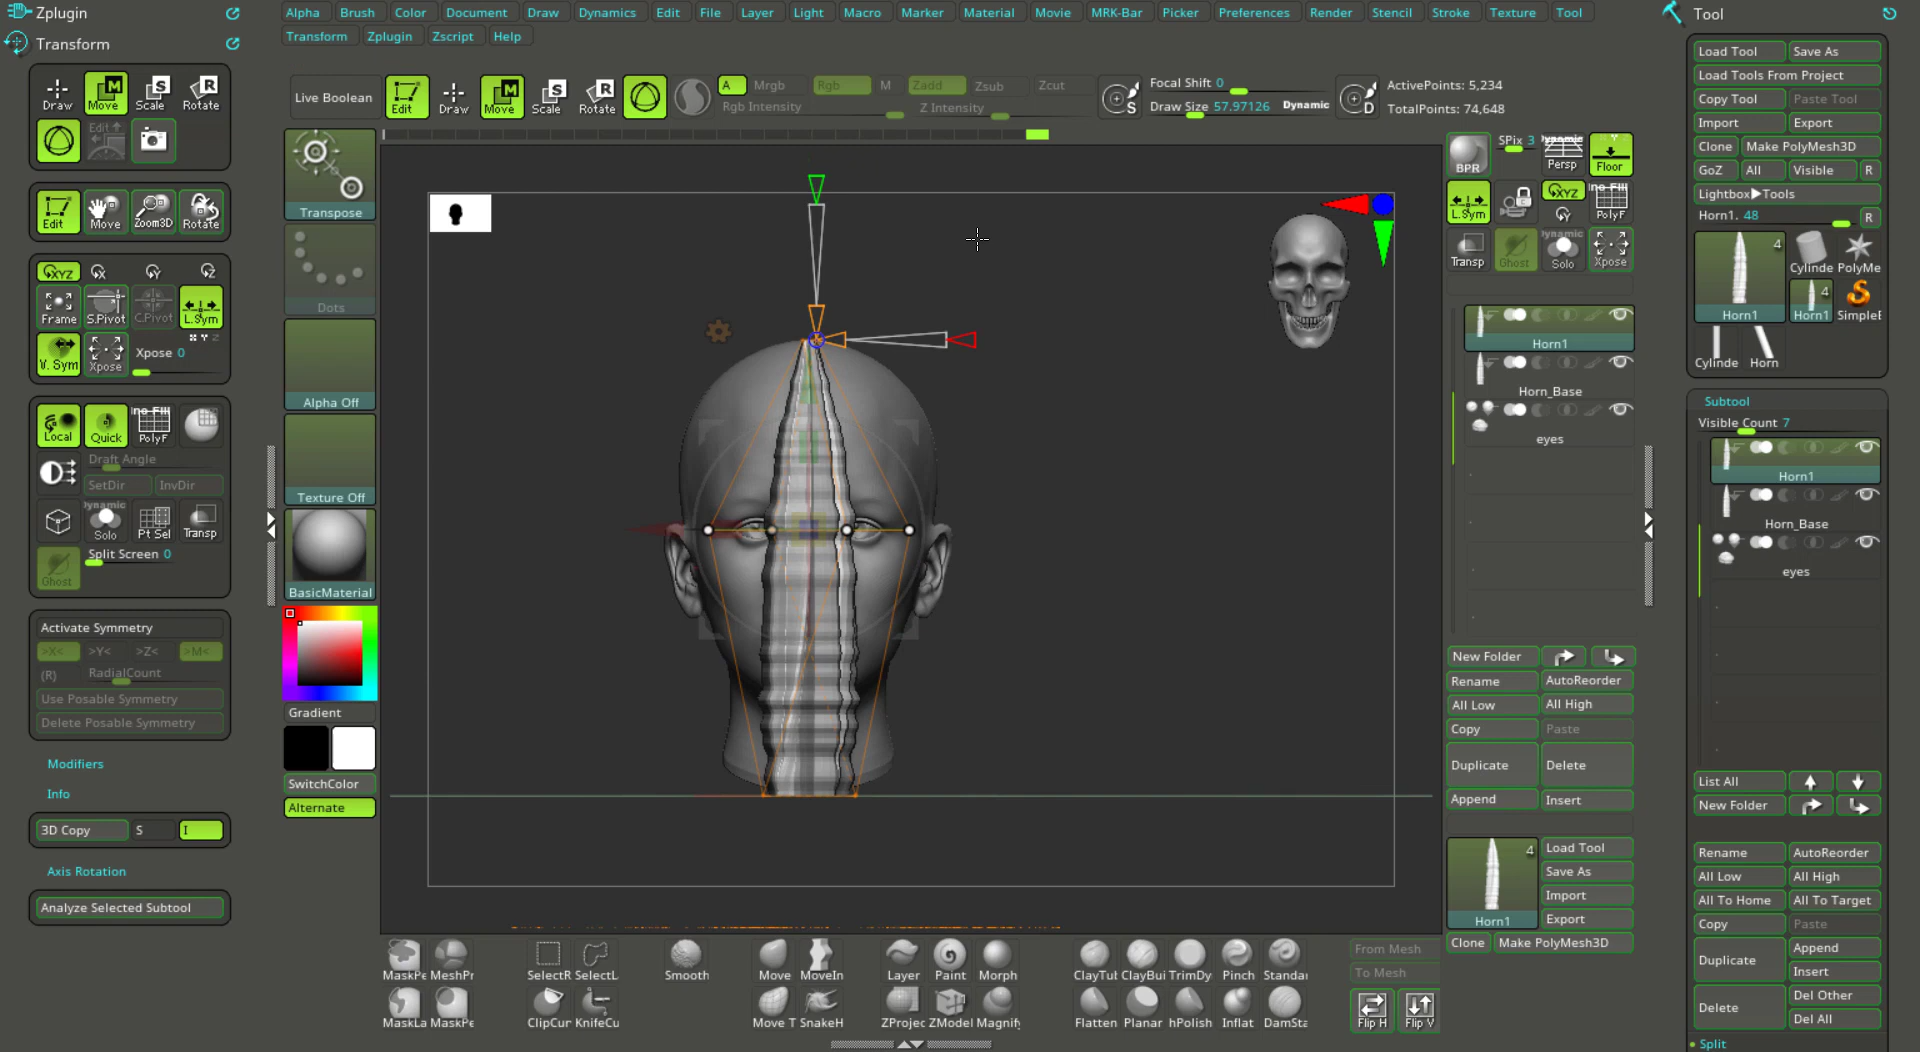 Zplugin
Transform
Draw Move Scale Rotate
Edit
Edit Move Zoom3D Rotate
XYZ X Y Z
Frame S.Pivot C.Pivot L.Sym
V. Sym Xpose Xpose 0
Local Quick PolyF
Draft Angle
SetDir InvDir
Dynamic
Solo Pt Sel Transp
Split Screen 0
Ghost
Activate Symmetry
>X< >Y< >Z< >M<
(R) RadialCount
Use Posable Symmetry
Delete Posable Symmetry
Modifiers
Info
3D Copy S I
Axis Rotation
Analyze Selected Subtool
Alpha Brush Color Document Draw Dynamics Edit File Layer Light Macro Marker Material Movie MRK-Bar Picker Preferences Render Stencil Stroke Texture Tool
Transform Zplugin Zscript Help
Live Boolean Edit Draw Move Scale Rotate
A Mrgb Rgb M Zadd Zsub Zcut
Rgb Intensity Z Intensity
Focal Shift 0
Draw Size 57.97126 Dynamic
ActivePoints: 5,234
TotalPoints: 74,648
Transpose
Dots
Alpha Off
Texture Off
BasicMaterial
Gradient
SwitchColor
Alternate
BPR SPix 3 Dynamic Persp Floor
L.Sym XYZ Y PolyF
Transp Ghost Dynamic Solo Xpose
Horn1
Horn_Base
eyes
New Folder
Rename AutoReorder
All Low All High
Copy Paste
Duplicate Delete
Append Insert
4
Horn1
Load Tool
Save As
Import
Export
Clone Make PolyMesh3D
Tool
Load Tool Save As
Load Tools From Project
Copy Tool Paste Tool
Import Export
Clone Make PolyMesh3D
GoZ All Visible R
Lightbox▶Tools
Horn1. 48 R
4
Horn1
Cylinde PolyMe
4
Horn1 SimpleB
Cylinde Horn
Subtool
Visible Count 7
Horn1
Horn_Base
eyes
List All
New Folder
Rename AutoReorder
All Low All High
All To Home All To Target
Copy Paste
Duplicate Append
Insert
Delete Del Other
Del All
Split
MaskPe MeshPr SelectR SelectL Smooth Move MoveIn Layer Paint Morph ClayTu ClayBui TrimDy Pinch Standa
MaskLa MaskPe ClipCur KnifeCu Move T SnakeH ZProjec ZModel Magnify Flatten Planar hPolish Inflat DamSta
From Mesh
To Mesh
Flip H Flip V